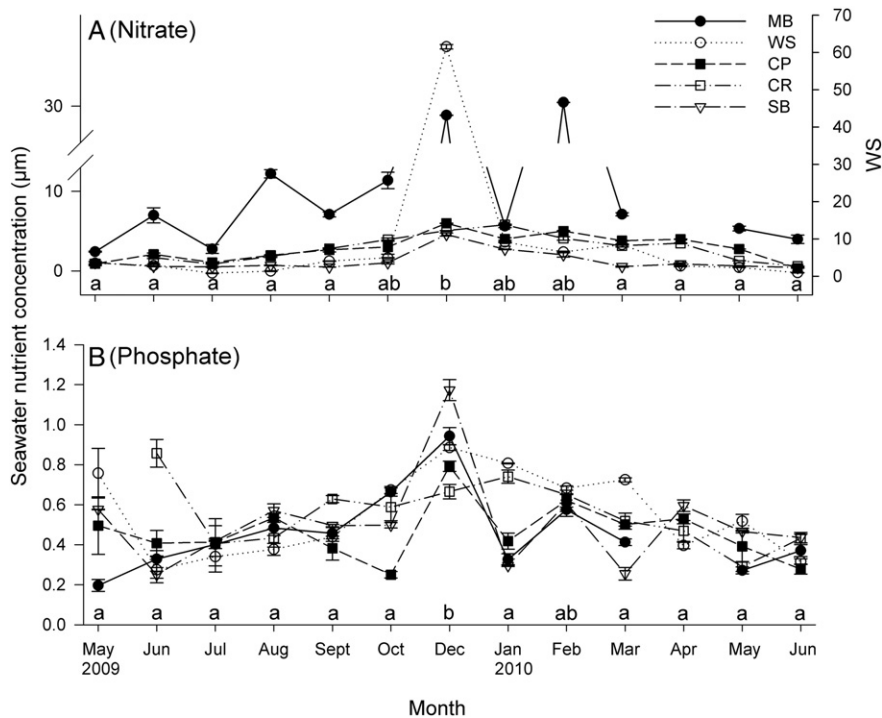 A (Nitrate)
MB
WS
CP
CR
SB
70
60
50
40
30
20
10
0
WS
30
10
0
a a a a a ab b ab ab a a a a
Seawater nutrient concentration (μm)
B (Phosphate)
1.4
1.2
1.0
0.8
0.6
0.4
0.2
0.0
a a a a a a b a ab a a a a
May Jun Jul Aug Sept Oct Dec Jan Feb Mar Apr May Jun
2009 2010
Month